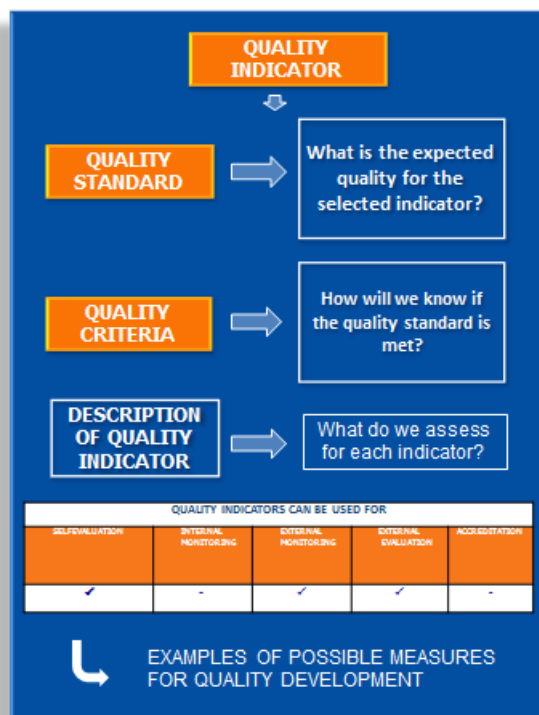 QUALITY
INDICATOR
QUALITY
STANDARD
What is the expected
quality for the
selected indicator?
QUALITY
CRITERIA
How will we know if
the quality standard is
met?
DESCRIPTION
OF QUALITY
INDICATOR
What do we assess
for each indicator?
QUALITY INDICATORS CAN BE USED FOR
SELFEVALUATION
INTERNAL
MONITORING
EXTERNAL
MONITORING
EXTERNAL
EVALUATION
ACCREDITATION
✓ - ✓ ✓ -
EXAMPLES OF POSSIBLE MEASURES
FOR QUALITY DEVELOPMENT